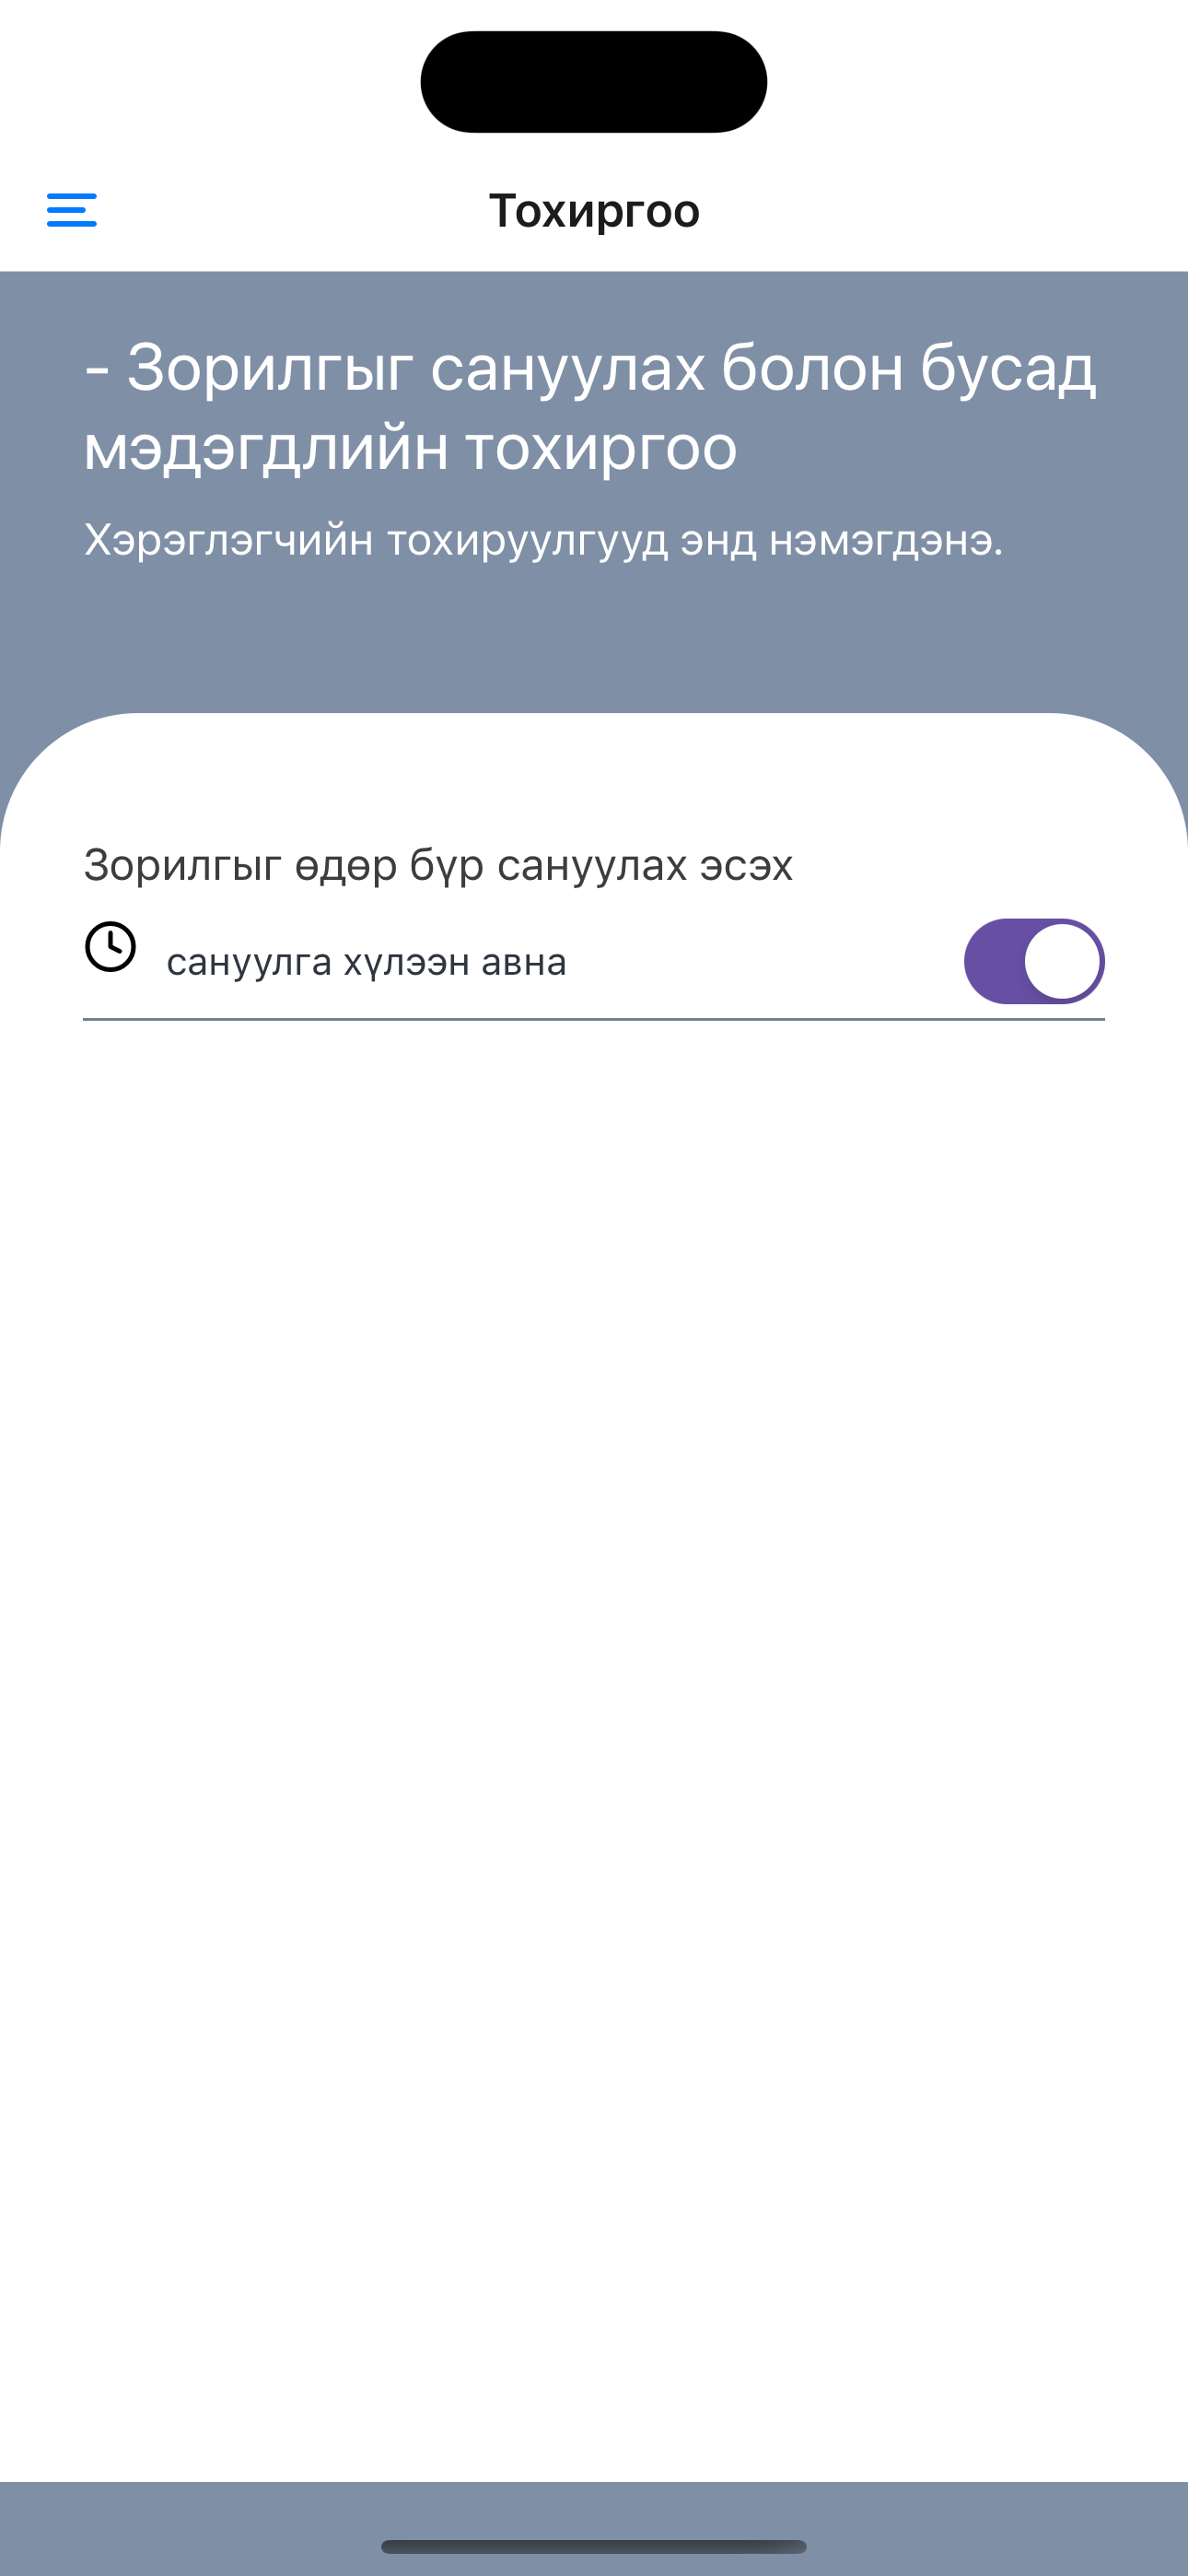 Тохиргоо
- Зорилгыг сануулах болон бусад
мэдэгдлийн тохиргоо
Хэрэглэгчийн тохируулгууд энд нэмэгдэнэ.
Зорилгыг өдөр бүр сануулах эсэх
сануулга хүлээн авна